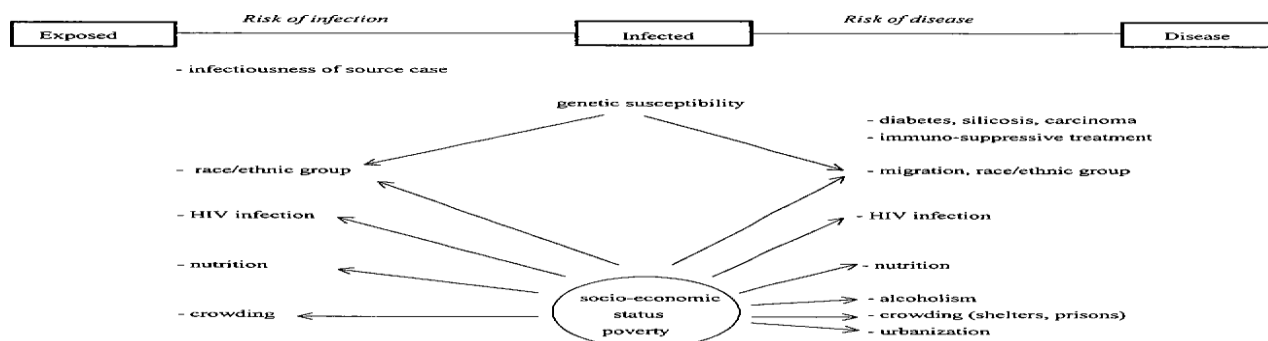 Risk of infection
Risk of disease
Exposed
Infected
Disease
- infectiousness of source case
genetic susceptibility
- diabetes, silicosis, carcinoma
- immuno-suppressive treatment
- race/ethnic group
- migration, race/ethnic group
- HIV infection
- HIV infection
- nutrition
- nutrition
socio-economic
status
poverty
- alcoholism
- crowding
- crowding (shelters, prisons)
- urbanization